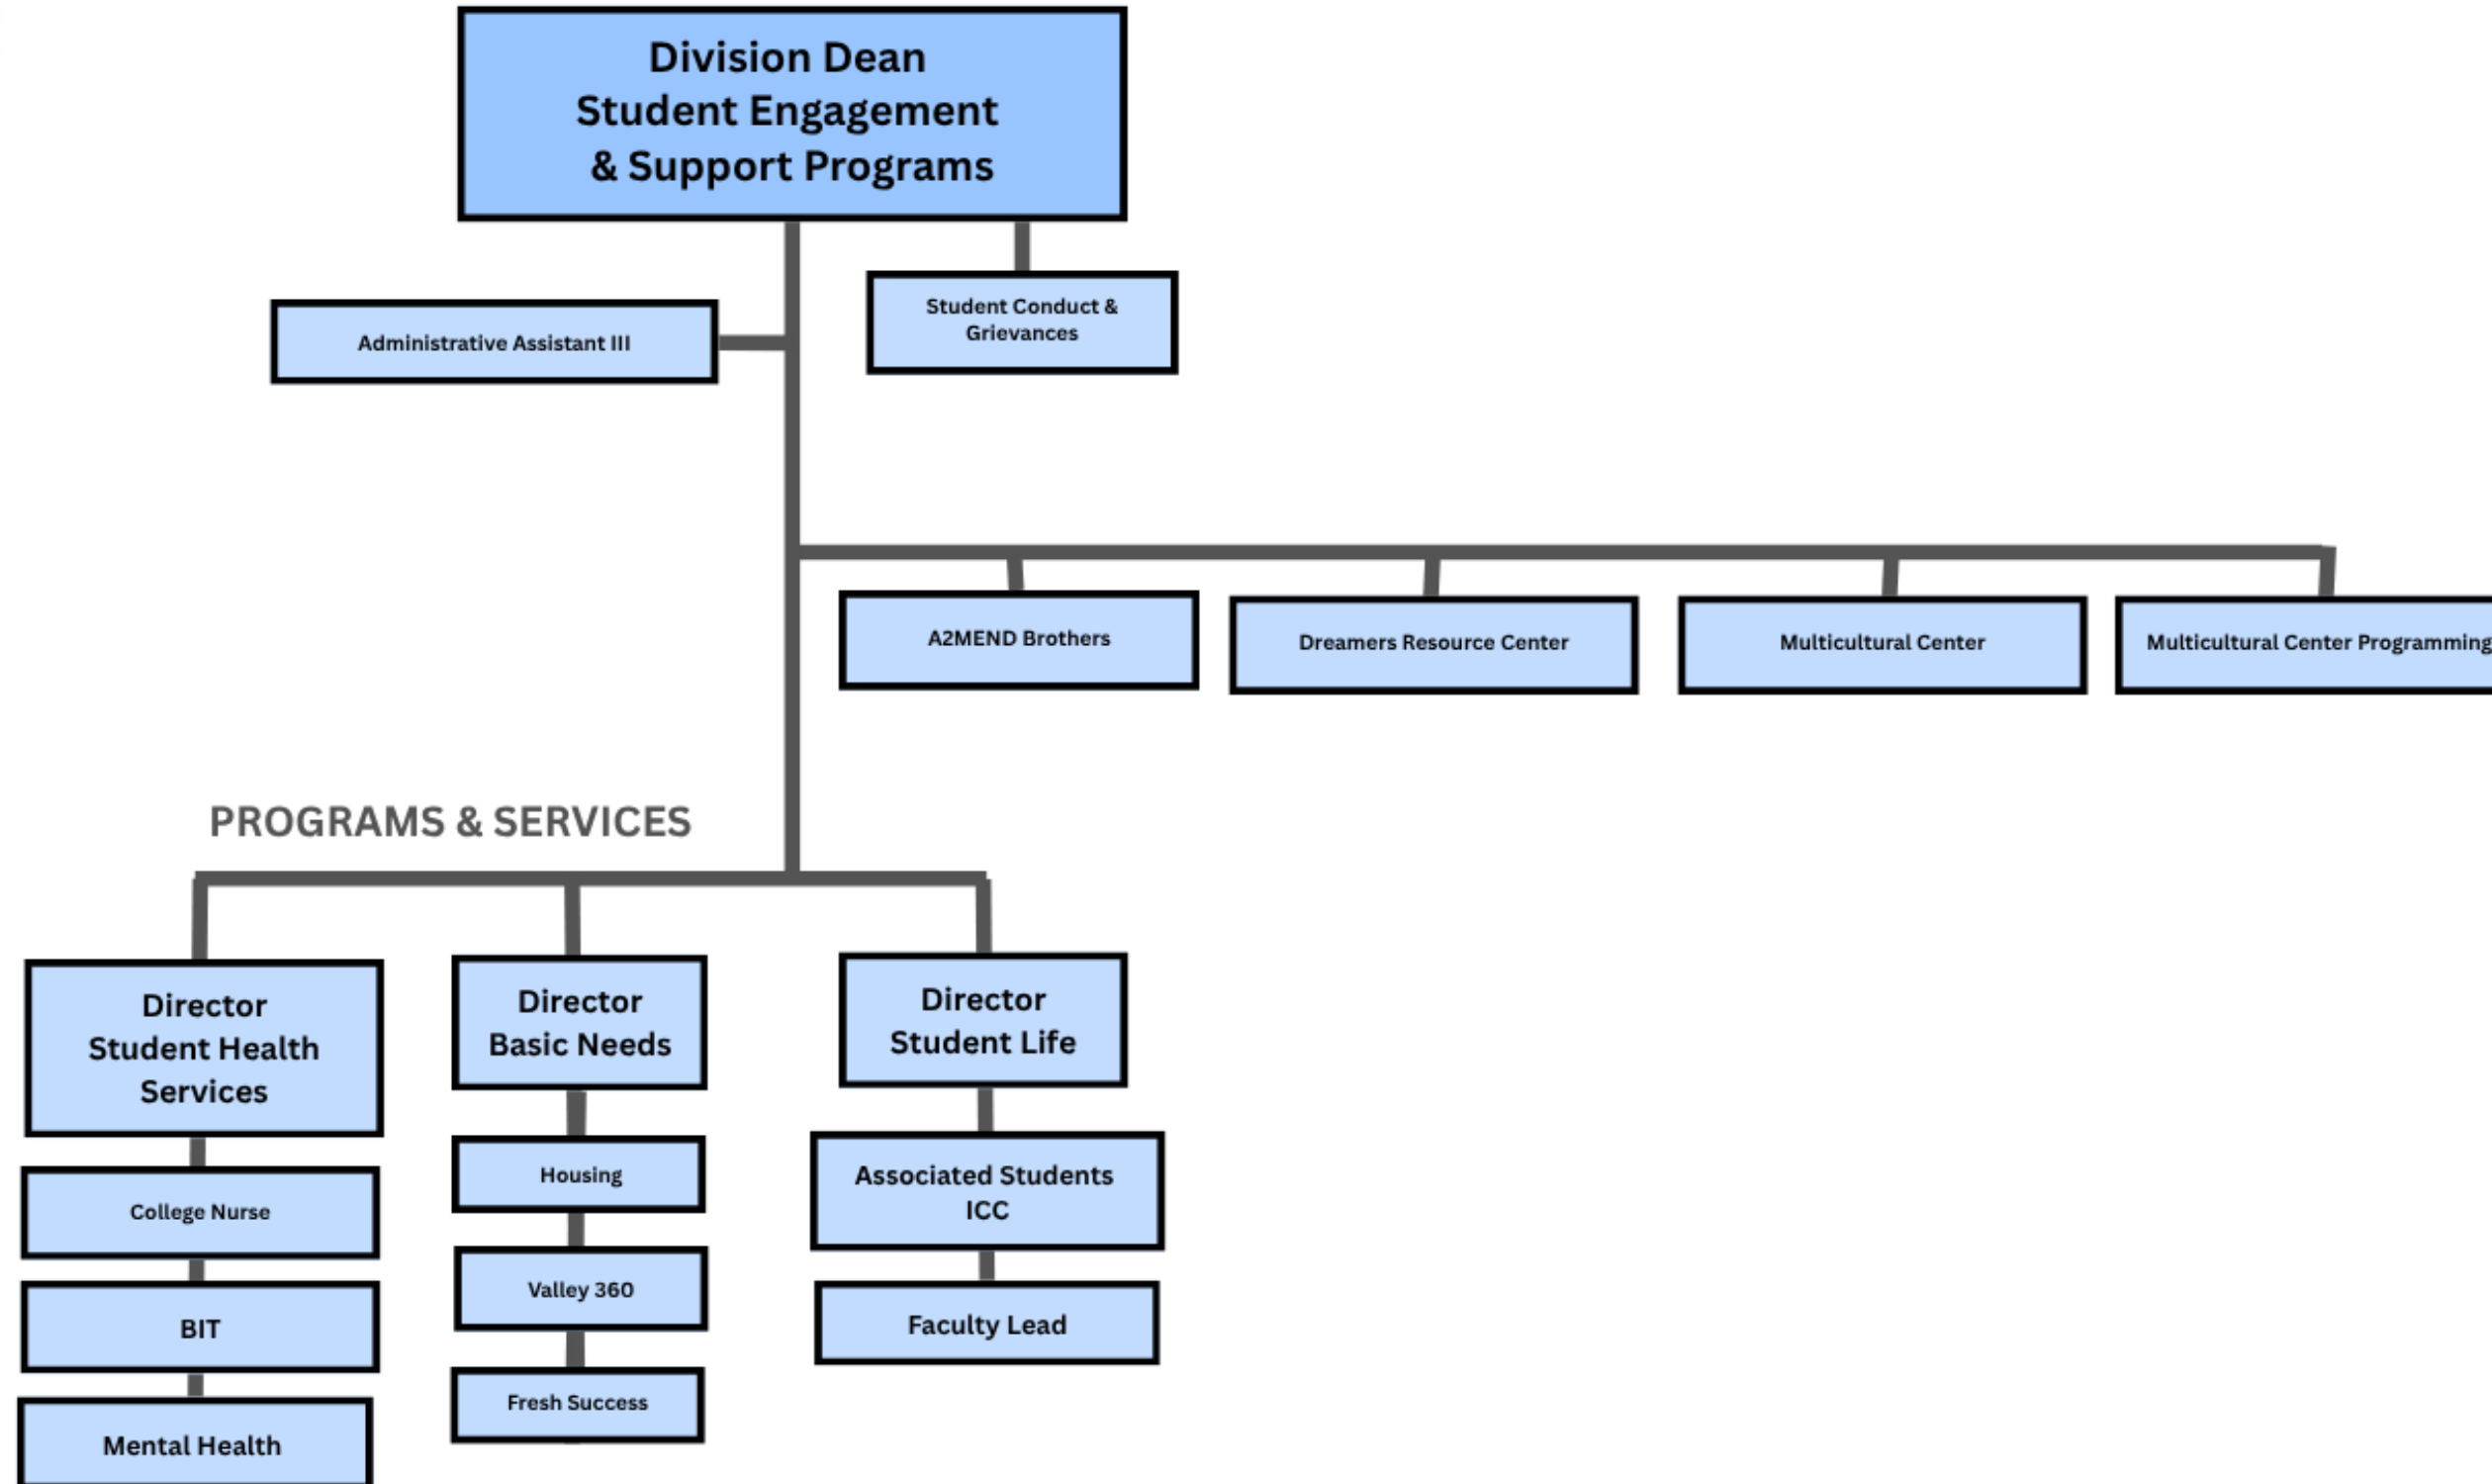 Division Dean
Student Engagement
& Support Programs
Student Conduct &
Grievances
Administrative Assistant III
A2MEND Brothers
Dreamers Resource Center
Multicultural Center
Multicultural Center Programming
PROGRAMS & SERVICES
Director
Student Health
Services
College Nurse
BIT
Mental Health
Director
Basic Needs
Housing
Valley 360
Fresh Success
Director
Student Life
Associated Students
ICC
Faculty Lead